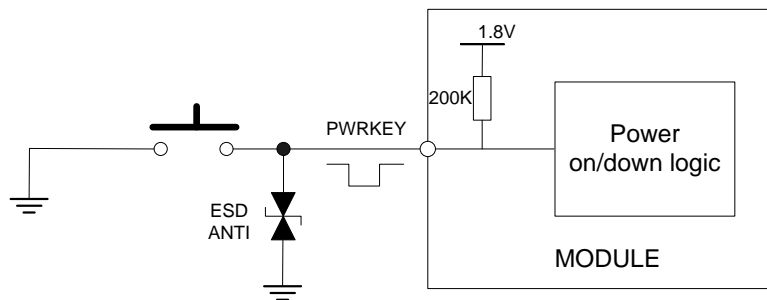 1.8V
200K
PWRKEY
Power
on/down logic
ESD
ANTI
MODULE